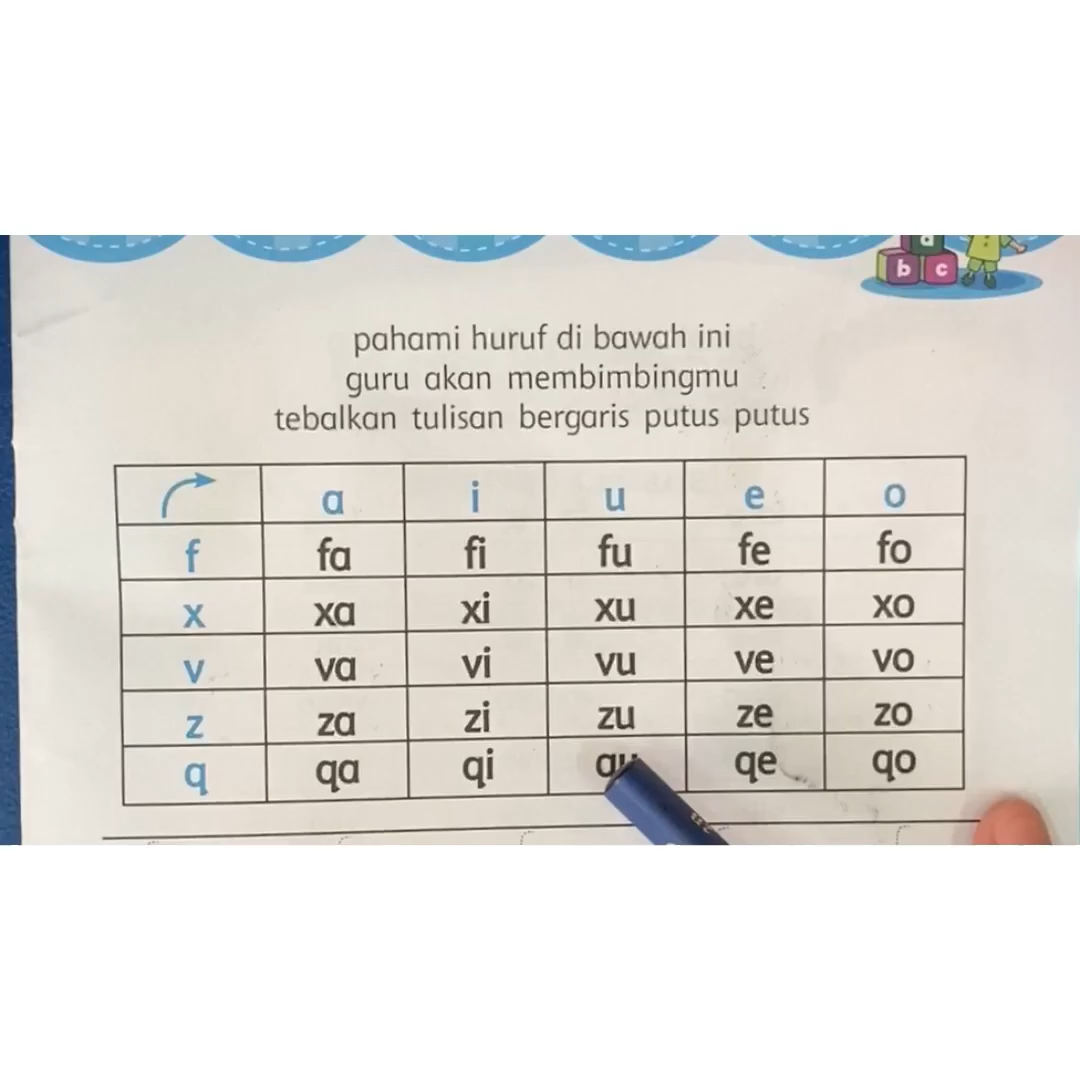 a
b c
pahami huruf di bawah ini
guru akan membimbingmu
tebalkan tulisan bergaris putus putus
a i u e o
f fa fi fu fe fo
x xa xi xu xe xo
v va vi vu ve vo
z za zi zu ze zo
q qa qi qe qo